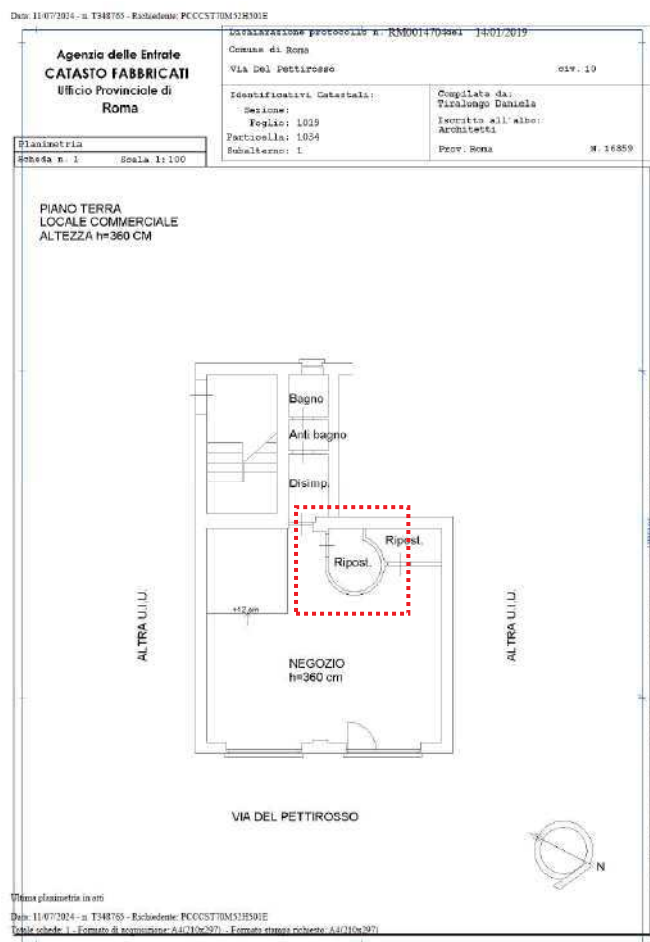 Data: 11/07/2024 - n. T348765 - Richiedente: PCCCST70M52H501E
Agenzia delle Entrate
CATASTO FABBRICATI
Ufficio Provinciale di
Roma
Dichiarazione protocollo n. RM0014704del 14/01/2019
Comune di Roma
Via Del Pettirosso civ. 10
Identificativi Catastali:
Sezione:
Foglio: 1029
Particella: 1034
Subalterno: 1
Compilata da:
Tiralongo Daniela
Iscritto all'albo:
Architetti
Prov. Roma N. 16859
Planimetria
Scheda n. 1 Scala 1:100
PIANO TERRA
LOCALE COMMERCIALE
ALTEZZA h=360 CM
Bagno
Anti bagno
Disimp.
Ripost.
Ripost.
+12 cm
ALTRA U.I.U.
ALTRA U.I.U.
NEGOZIO
h=360 cm
VIA DEL PETTIROSSO
N
Ultima planimetria in atti
Data: 11/07/2024 - n. T348765 - Richiedente: PCCCST70M52H501E
Totale schede: 1 - Formato di acquisizione: A4(210x297) - Formato stampa richiesto: A4(210x297)